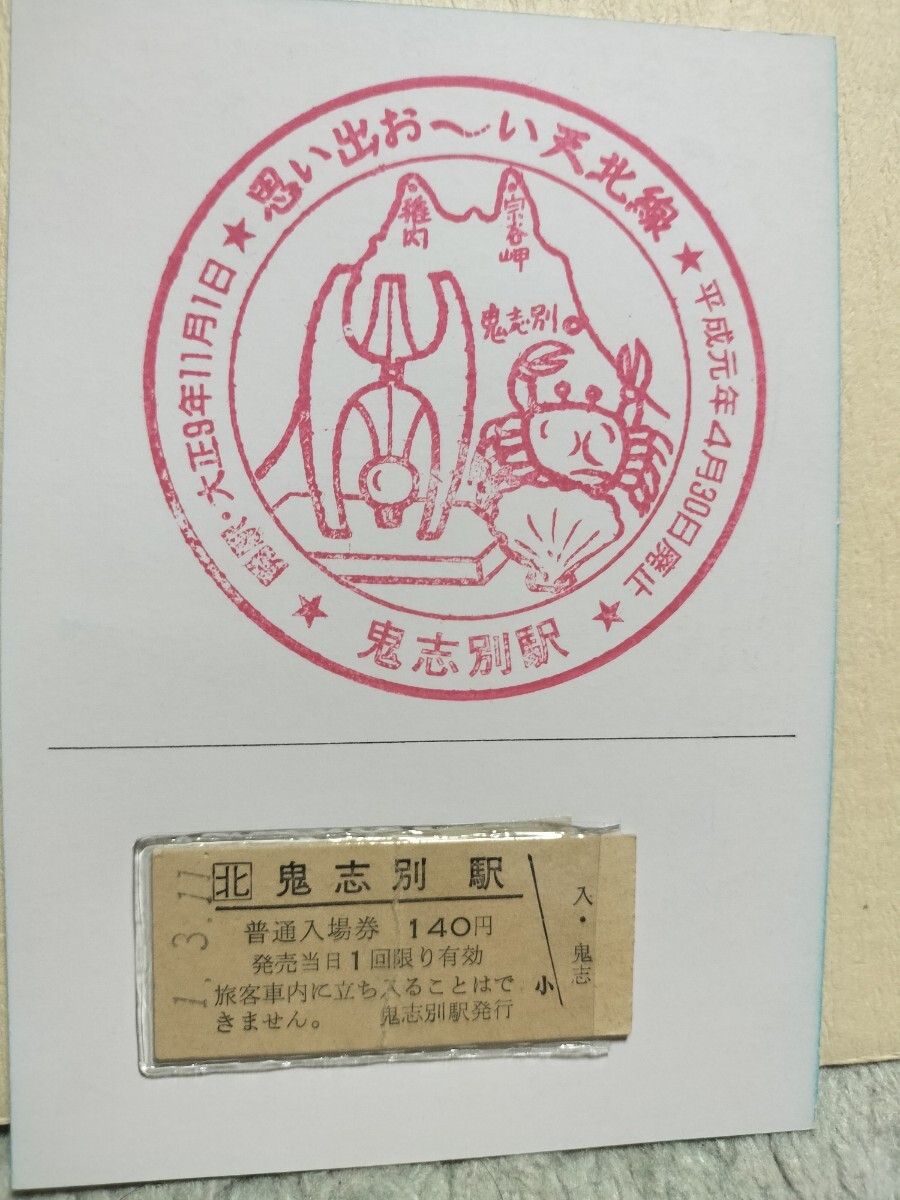 思い出お〜い天北線
★
平成元年4月30日廃止
★
鬼志別駅
★
開駅・大正9年11月1日
★
稚内
宗谷岬
鬼志別
1.3.11
北 鬼志別駅
普通入場券 140円
発売当日1回限り有効
旅客車内に立ち入ることはで
きません。 鬼志別駅発行
小
入・鬼志